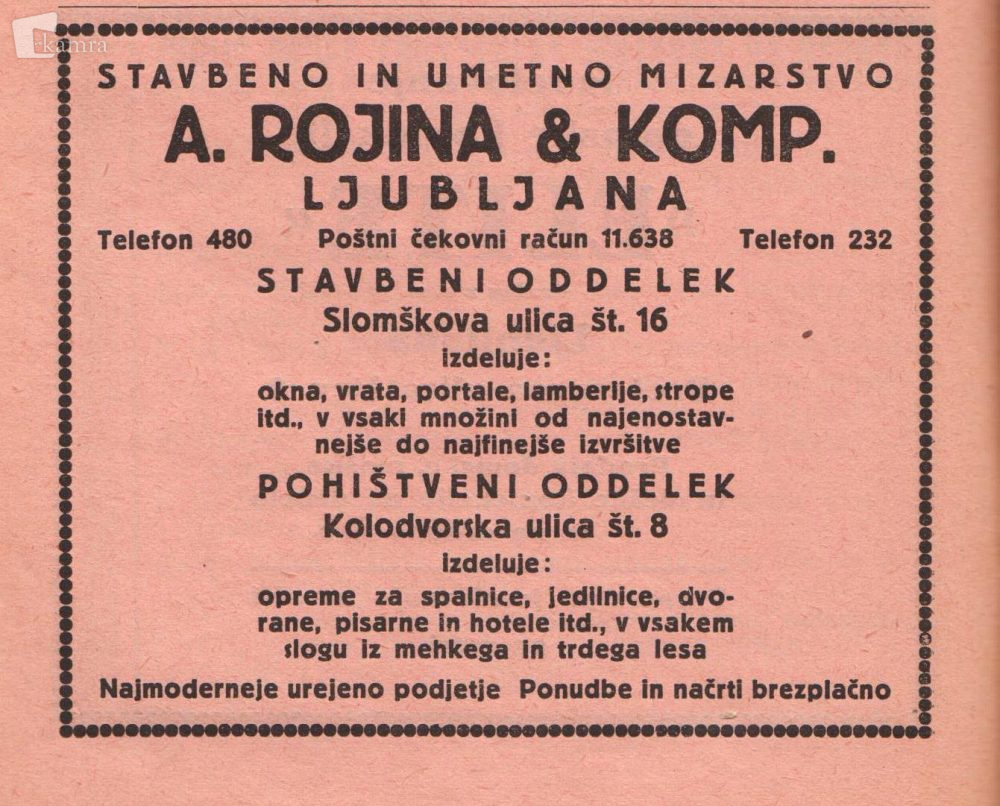 kamra
STAVBENO IN UMETNO MIZARSTVO
A. ROJINA & KOMP.
LJUBLJANA
Telefon 480 Poštni čekovni račun 11.638 Telefon 232
STAVBENI ODDELEK
Slomškova ulica št. 16
izdeluje:
okna, vrata, portale, lamberije, strope
itd., v vsaki množini od najenostav-
nejše do najfinejše izvršitve
POHIŠTVENI ODDELEK
Kolodvorska ulica št. 8
izdeluje:
opreme za spalnice, jedilnice, dvo-
rane, pisarne in hotele itd., v vsakem
slogu iz mehkega in trdega lesa
Najmoderneje urejeno podjetje Ponudbe in načrti brezplačno